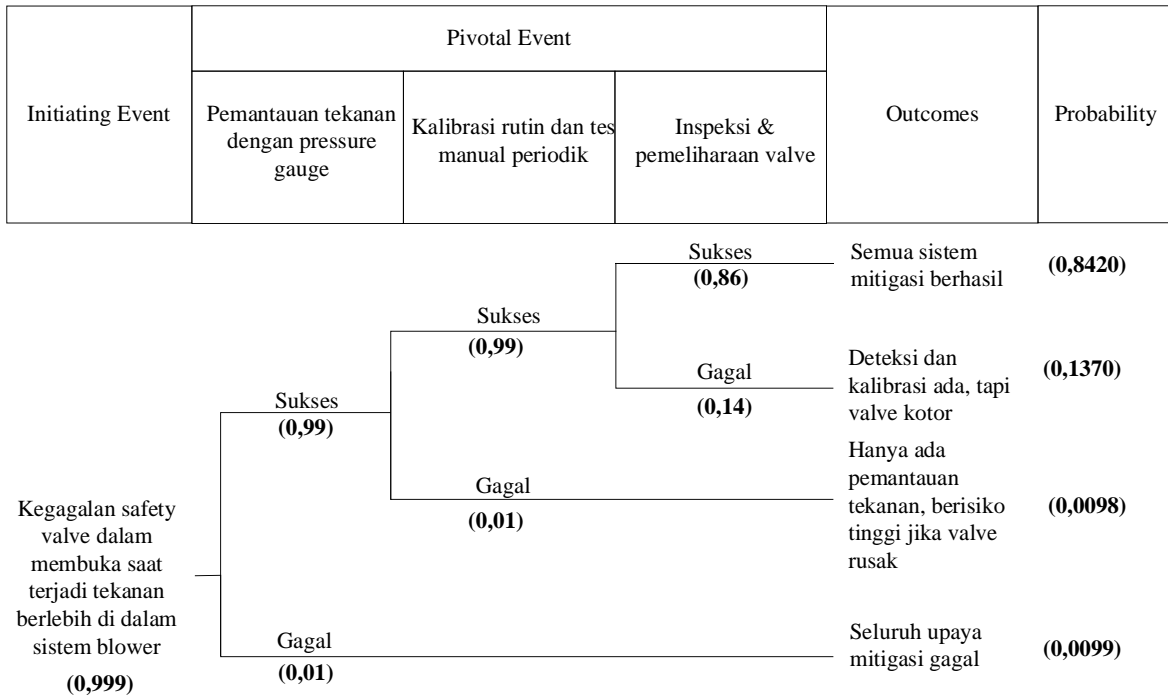 Initiating Event
Pivotal Event
Pemantauan tekanan
dengan pressure
gauge
Kalibrasi rutin dan tes
manual periodik
Inspeksi &
pemeliharaan valve
Outcomes
Probability
Sukses
(0,86)
Semua sistem
mitigasi berhasil
(0,8420)
Sukses
(0,99)
Gagal
(0,14)
Deteksi dan
kalibrasi ada, tapi
valve kotor
(0,1370)
Sukses
(0,99)
Gagal
(0,01)
Hanya ada
pemantauan
tekanan, berisiko
tinggi jika valve
rusak
(0,0098)
Kegagalan safety
valve dalam
membuka saat
terjadi tekanan
berlebih di dalam
sistem blower
(0,999)
Gagal
(0,01)
Seluruh upaya
mitigasi gagal
(0,0099)